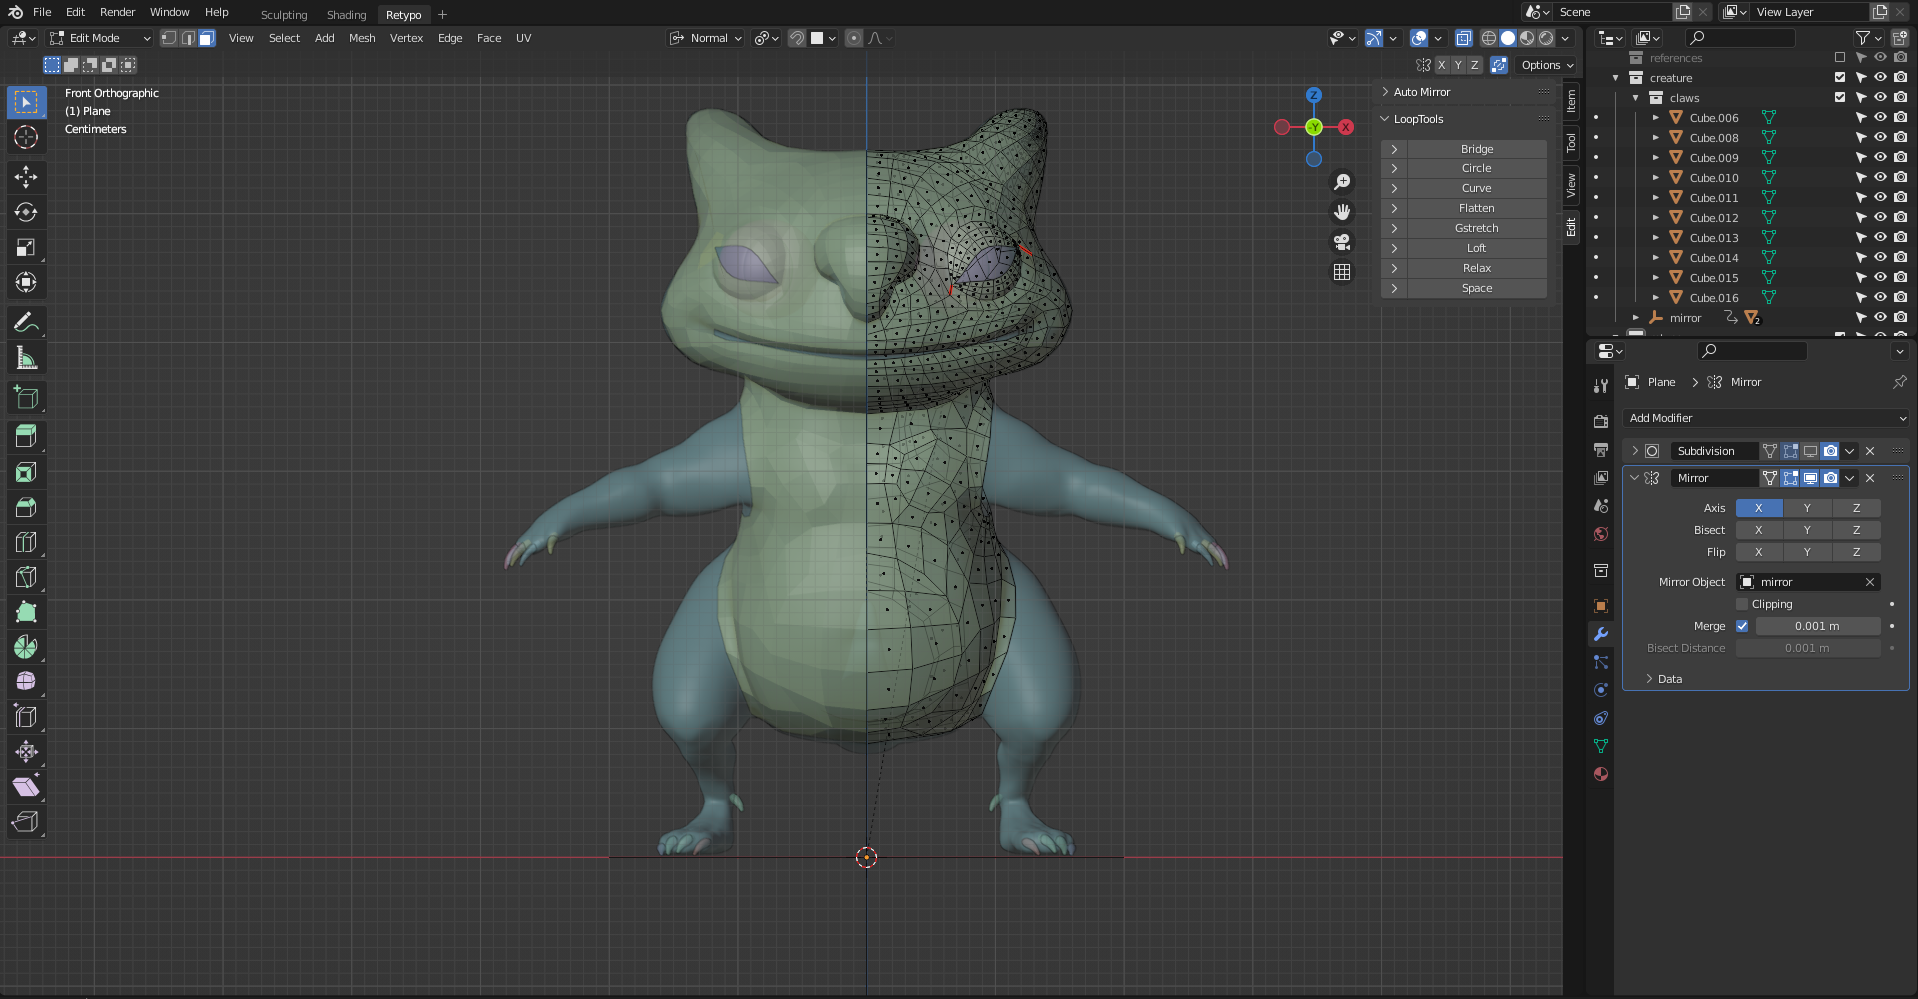 File Edit Render Window Help Sculpting Shading Retypo + Scene View Layer
Edit Mode View Select Add Mesh Vertex Edge Face UV Normal
X Y Z Options
Front Orthographic
(1) Plane
Centimeters
Z
-Y
X
Auto Mirror
LoopTools
Bridge
Circle
Curve
Flatten
Gstretch
Loft
Relax
Space
Item
Tool
View
Edit
references
creature
claws
Cube.006
Cube.008
Cube.009
Cube.010
Cube.011
Cube.012
Cube.013
Cube.014
Cube.015
Cube.016
mirror 2
Plane > Mirror
Add Modifier
Subdivision
Mirror
Axis X Y Z
Bisect X Y Z
Flip X Y Z
Mirror Object mirror
Clipping
Merge 0.001 m
Bisect Distance 0.001 m
Data